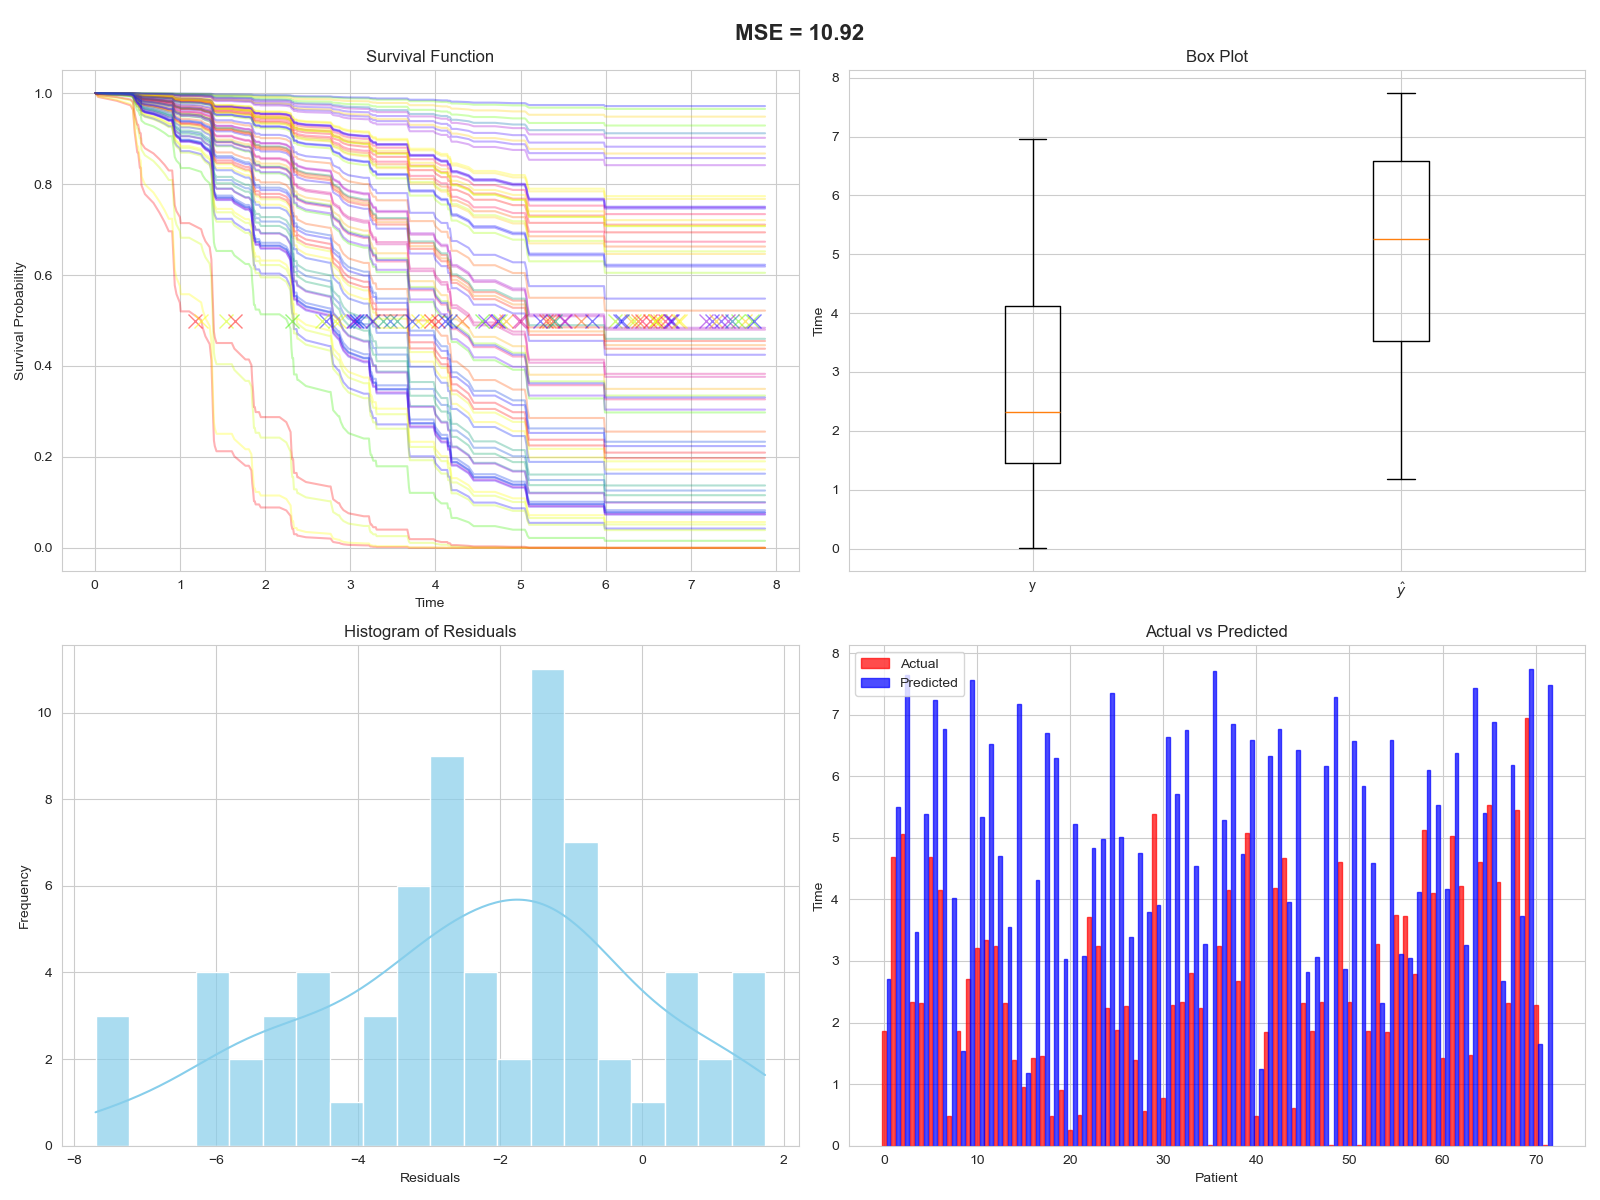 MSE = 10.92
Survival Function
Survival Probability
1.0
0.8
0.6
0.4
0.2
0.0
0 1 2 3 4 5 6 7 8
Time
Box Plot
Time
8
7
6
5
4
3
2
1
0
y ŷ
Histogram of Residuals
Frequency
10
8
6
4
2
0
−8 −6 −4 −2 0 2
Residuals
Actual vs Predicted
Actual
Predicted
Time
8
7
6
5
4
3
2
1
0
0 10 20 30 40 50 60 70
Patient